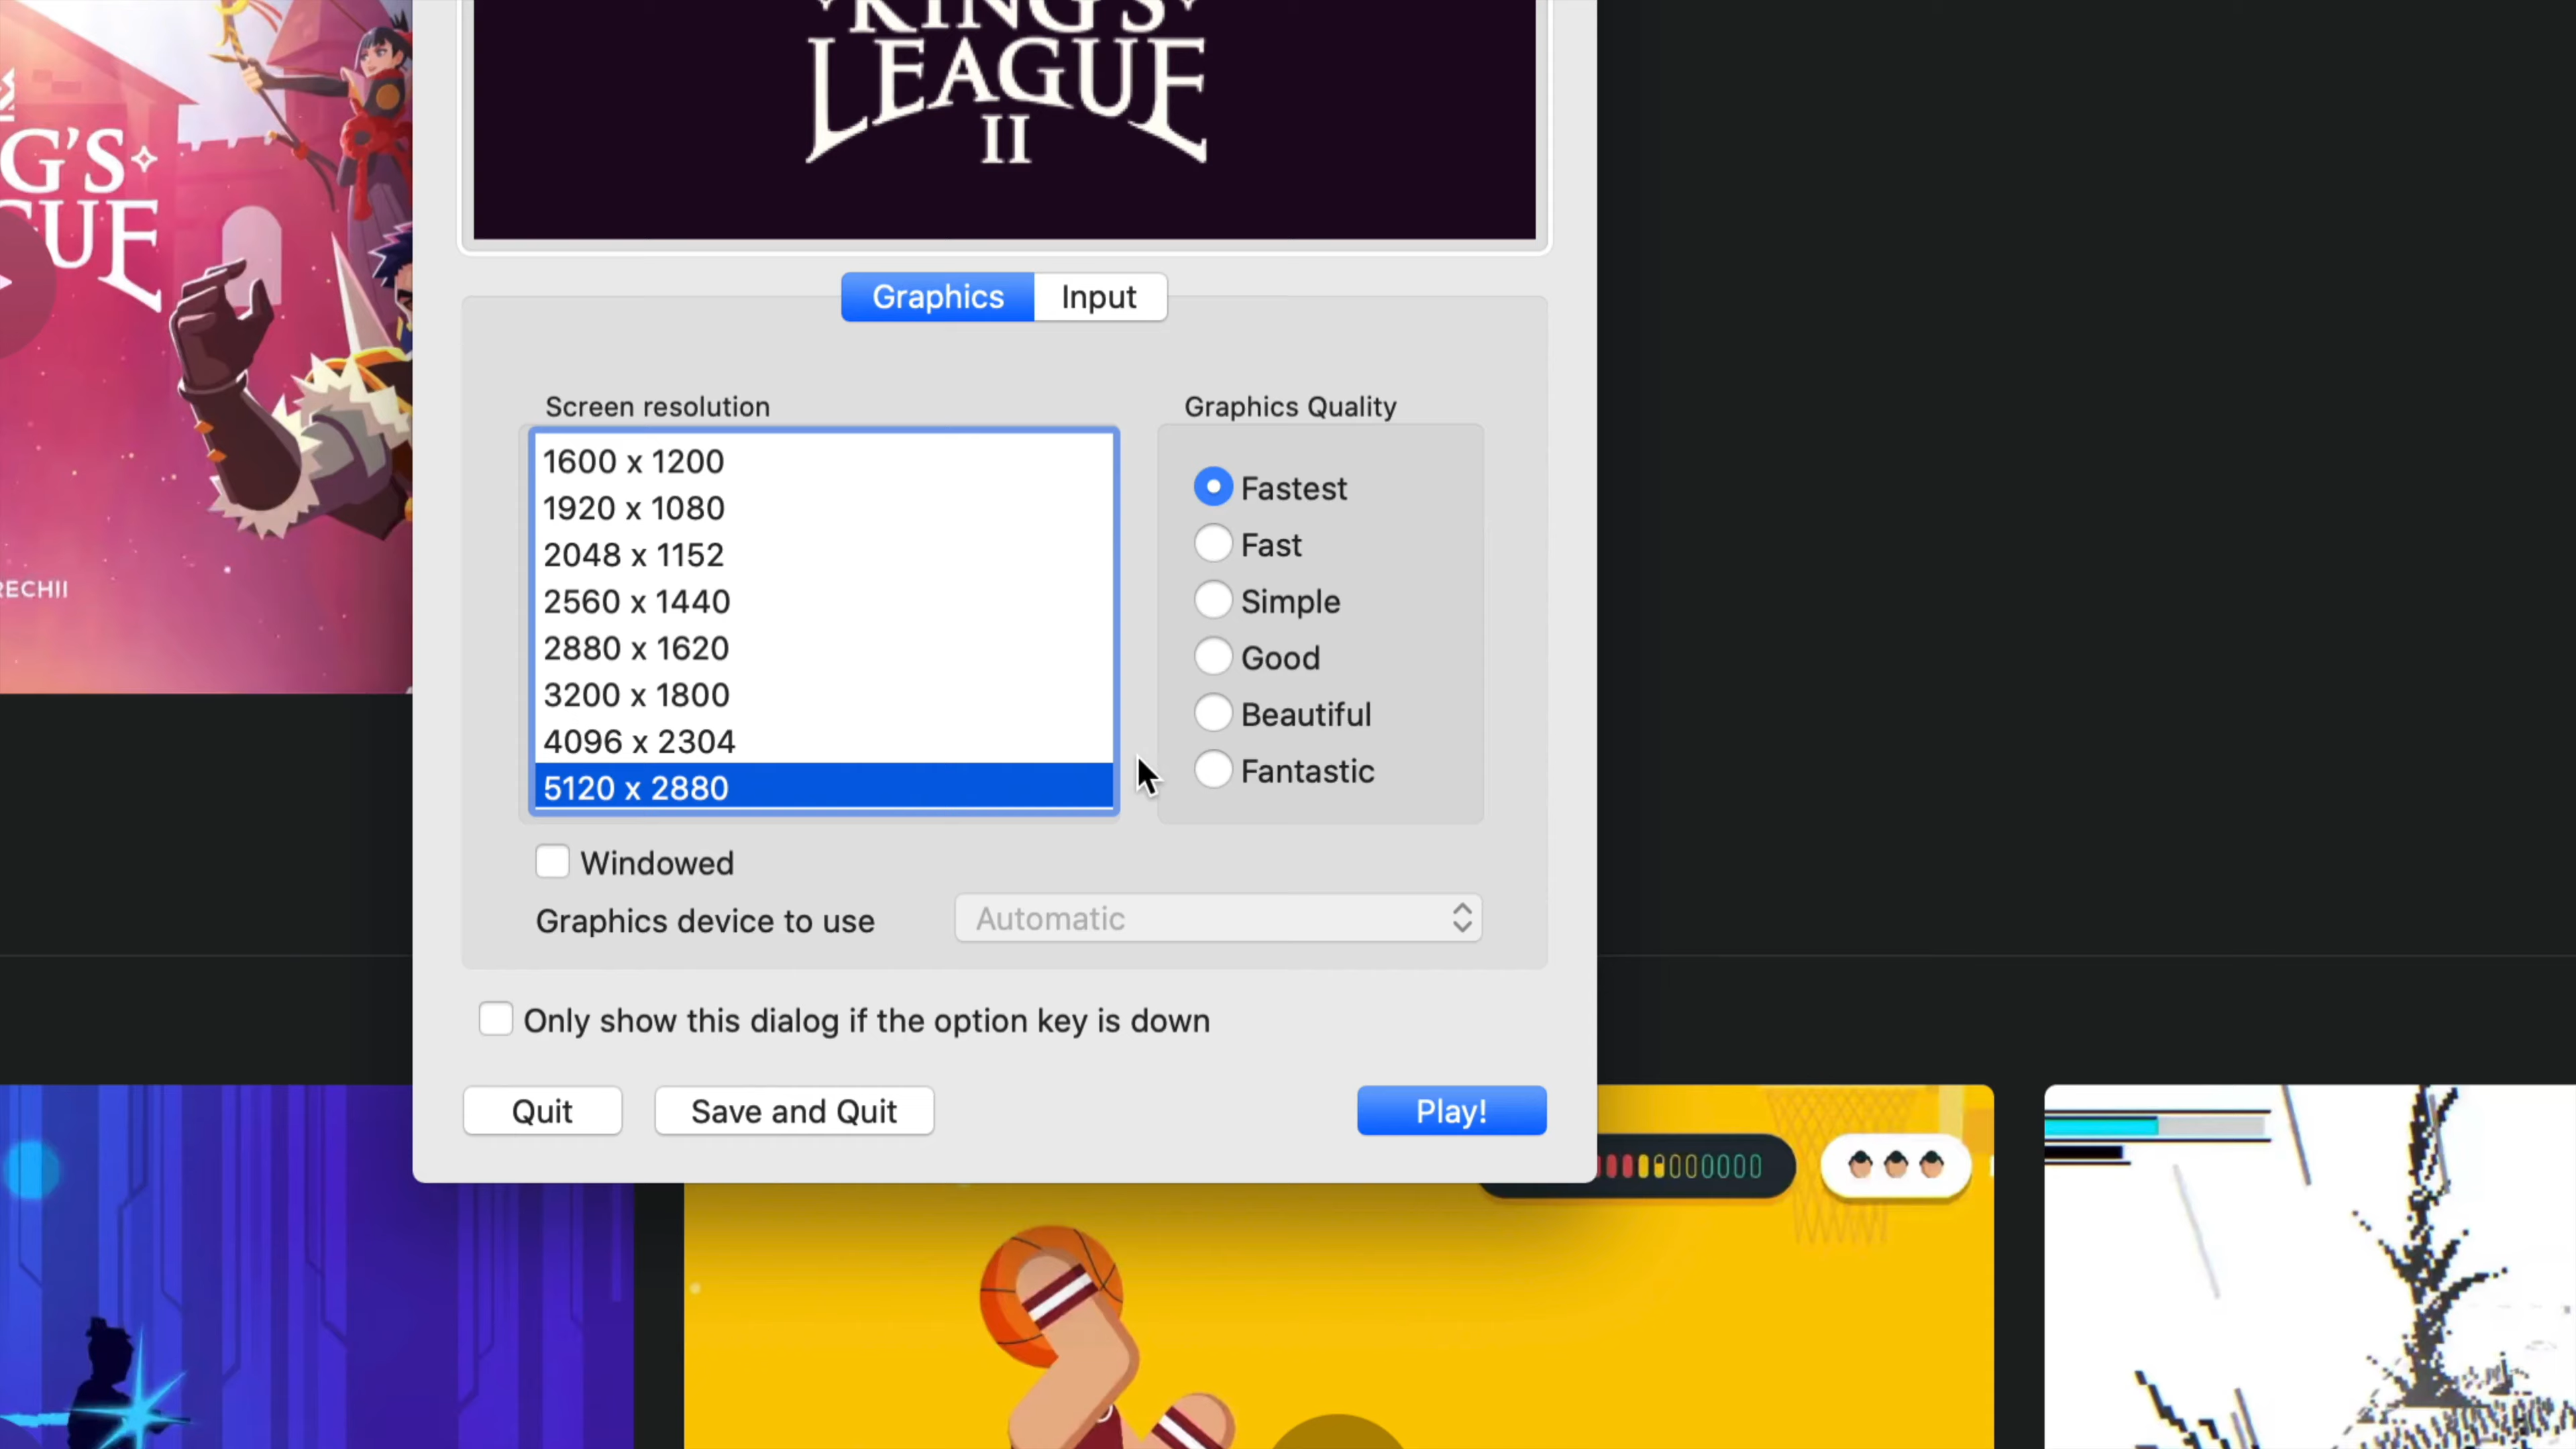 KING'S
LEAGUE
II
G'S
GUE
RECHII
Graphics
Input
Screen resolution
1600 x 1200
1920 x 1080
2048 x 1152
2560 x 1440
2880 x 1620
3200 x 1800
4096 x 2304
5120 x 2880
Graphics Quality
Fastest
Fast
Simple
Good
Beautiful
Fantastic
Windowed
Graphics device to use
Automatic
Only show this dialog if the option key is down
Quit
Save and Quit
Play!